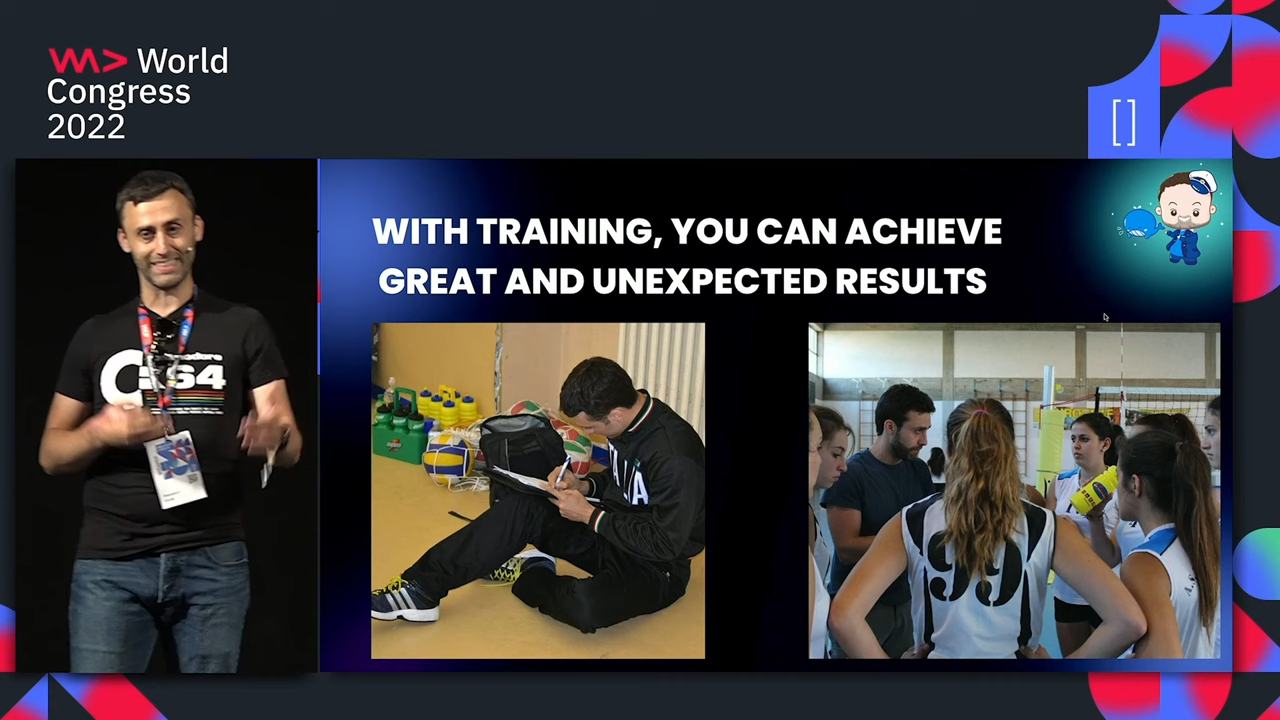 World
Congress
2022
[ ]
WITH TRAINING, YOU CAN ACHIEVE
GREAT AND UNEXPECTED RESULTS
64
99